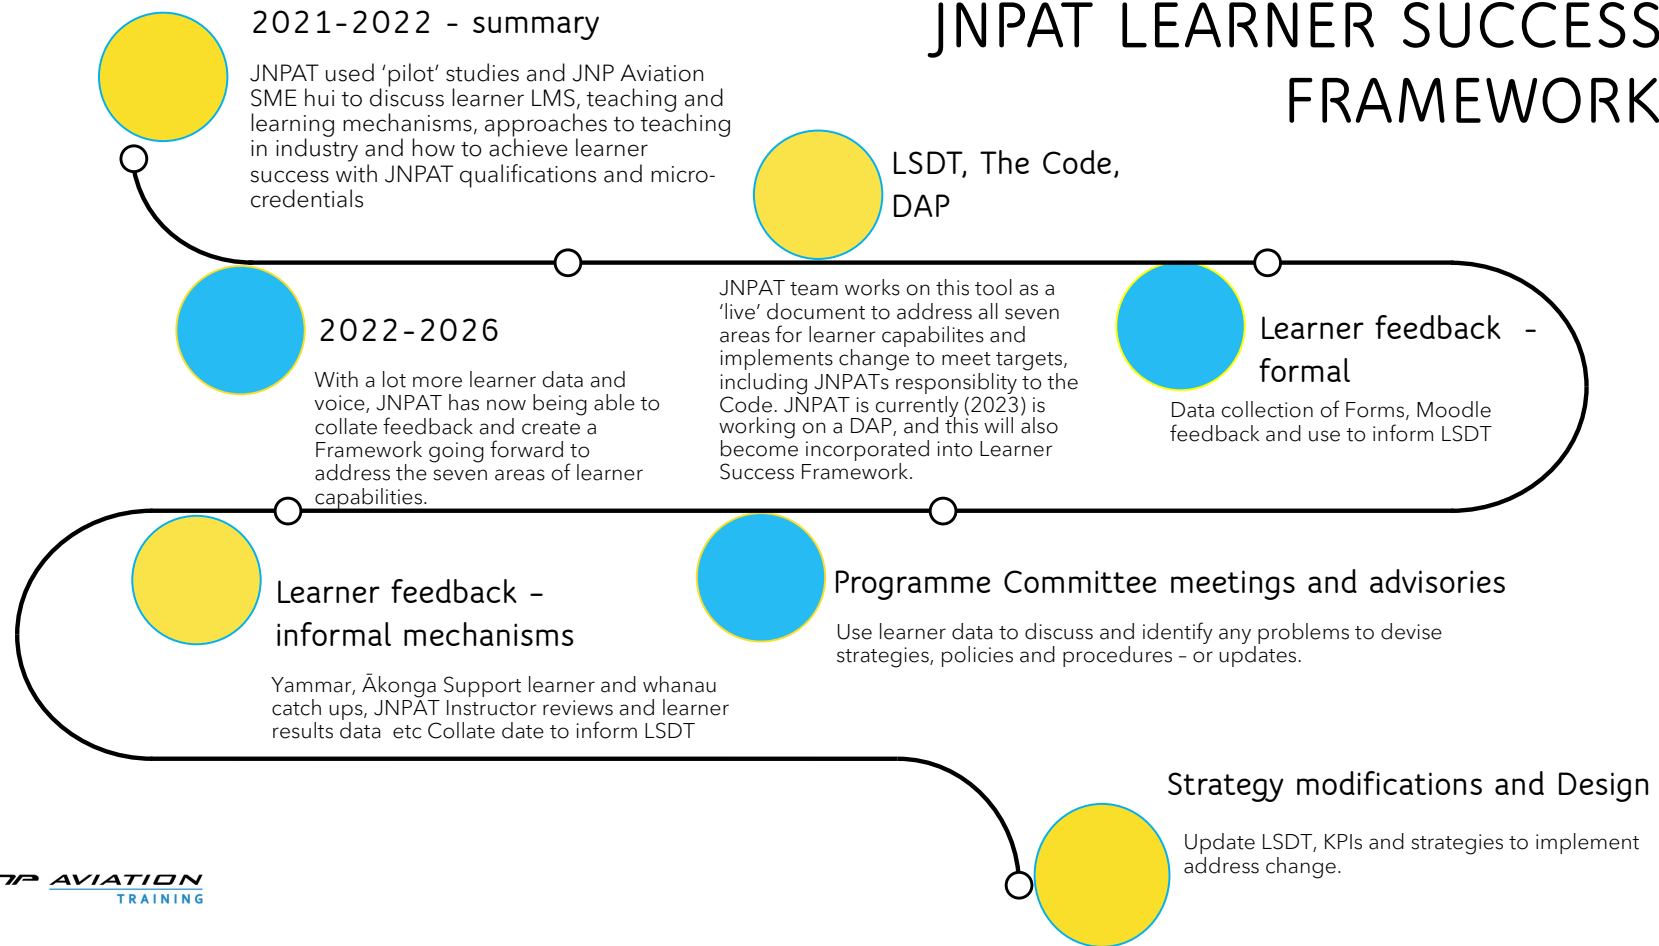 JNPAT LEARNER SUCCESS
FRAMEWORK
2021-2022 - summary
JNPAT used ‘pilot’ studies and JNP Aviation
SME hui to discuss learner LMS, teaching and
learning mechanisms, approaches to teaching
in industry and how to achieve learner
success with JNPAT qualifications and micro-
credentials
2022-2026
With a lot more learner data and
voice, JNPAT has now being able to
collate feedback and create a
Framework going forward to
address the seven areas of learner
capabilities.
LSDT, The Code,
DAP
JNPAT team works on this tool as a
‘live’ document to address all seven
areas for learner capabilites and
implements change to meet targets,
including JNPATs responsiblity to the
Code. JNPAT is currently (2023) is
working on a DAP, and this will also
become incorporated into Learner
Success Framework.
Learner feedback -
formal
Data collection of Forms, Moodle
feedback and use to inform LSDT
Learner feedback –
informal mechanisms
Yammar, Ākonga Support learner and whanau
catch ups, JNPAT Instructor reviews and learner
results data etc Collate date to inform LSDT
Programme Committee meetings and advisories
Use learner data to discuss and identify any problems to devise
strategies, policies and procedures – or updates.
Strategy modifications and Design
Update LSDT, KPIs and strategies to implement
address change.
AVIATION
TRAINING